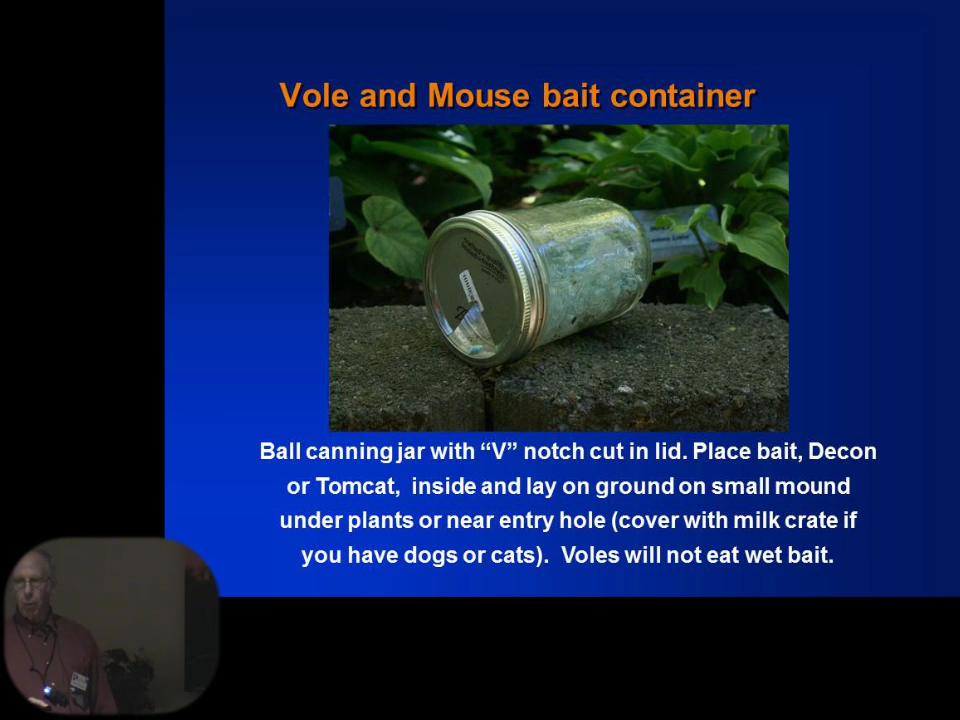 Vole and Mouse bait container
Ball canning jar with “V” notch cut in lid. Place bait, Decon
or Tomcat, inside and lay on ground on small mound
under plants or near entry hole (cover with milk crate if
you have dogs or cats). Voles will not eat wet bait.